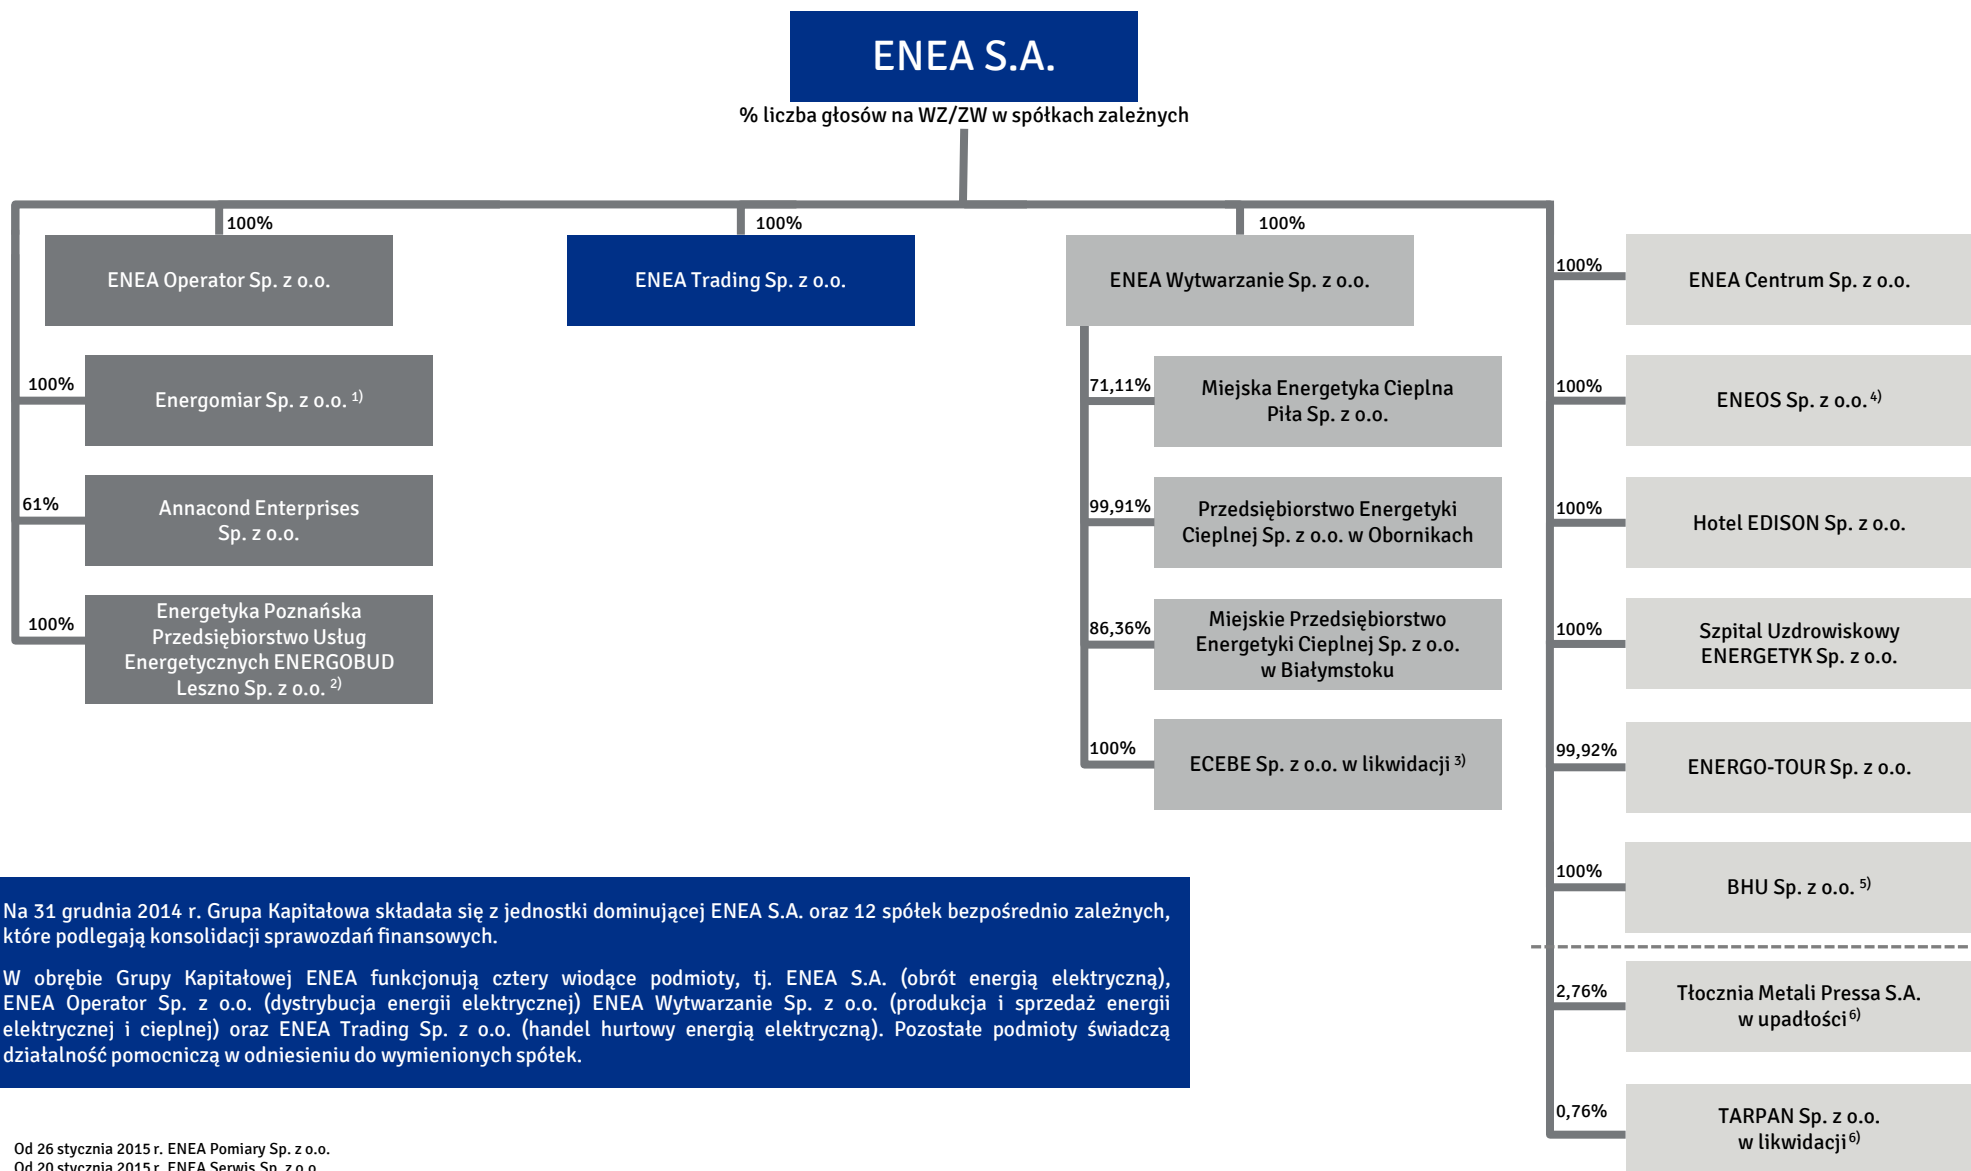 ENEA S.A.
% liczba głosów na WZ/ZW w spółkach zależnych
100%
ENEA Operator Sp. z o.o.
100%
Energomiar Sp. z o.o. 1)
61%
Annacond Enterprises
Sp. z o.o.
100%
Energetyka Poznańska
Przedsiębiorstwo Usług
Energetycznych ENERGOBUD
Leszno Sp. z o.o. 2)
100%
ENEA Trading Sp. z o.o.
100%
ENEA Wytwarzanie Sp. z o.o.
71,11%
Miejska Energetyka Cieplna
Piła Sp. z o.o.
99,91%
Przedsiębiorstwo Energetyki
Cieplnej Sp. z o.o. w Obornikach
86,36%
Miejskie Przedsiębiorstwo
Energetyki Cieplnej Sp. z o.o.
w Białymstoku
100%
ECEBE Sp. z o.o. w likwidacji 3)
100%
ENEA Centrum Sp. z o.o.
100%
ENEOS Sp. z o.o. 4)
100%
Hotel EDISON Sp. z o.o.
100%
Szpital Uzdrowiskowy
ENERGETYK Sp. z o.o.
99,92%
ENERGO-TOUR Sp. z o.o.
100%
BHU Sp. z o.o. 5)
2,76%
Tłocznia Metali Pressa S.A.
w upadłości 6)
0,76%
TARPAN Sp. z o.o.
w likwidacji 6)
Na 31 grudnia 2014 r. Grupa Kapitałowa składała się z jednostki dominującej ENEA S.A. oraz 12 spółek bezpośrednio zależnych,
które podlegają konsolidacji sprawozdań finansowych.
W obrębie Grupy Kapitałowej ENEA funkcjonują cztery wiodące podmioty, tj. ENEA S.A. (obrót energią elektryczną),
ENEA Operator Sp. z o.o. (dystrybucja energii elektrycznej) ENEA Wytwarzanie Sp. z o.o. (produkcja i sprzedaż energii
elektrycznej i cieplnej) oraz ENEA Trading Sp. z o.o. (handel hurtowy energią elektryczną). Pozostałe podmioty świadczą
działalność pomocniczą w odniesieniu do wymienionych spółek.
Od 26 stycznia 2015 r. ENEA Pomiary Sp. z o.o.
Od 20 stycznia 2015 r. ENEA Serwis Sp. z o.o.